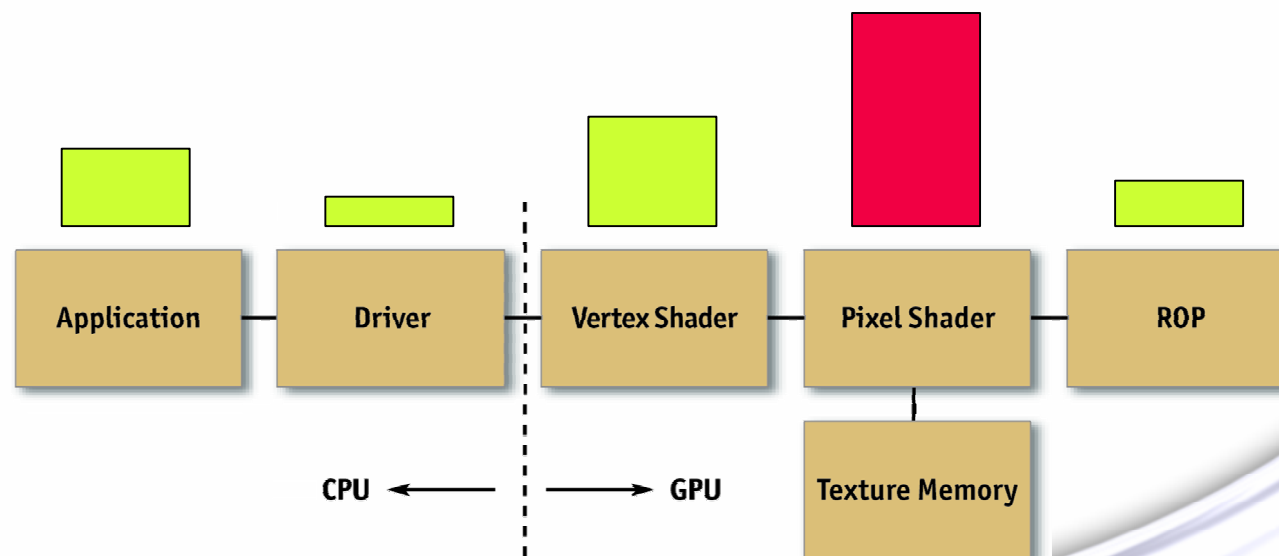 Application
Driver
Vertex Shader
Pixel Shader
ROP
CPU
GPU
Texture Memory